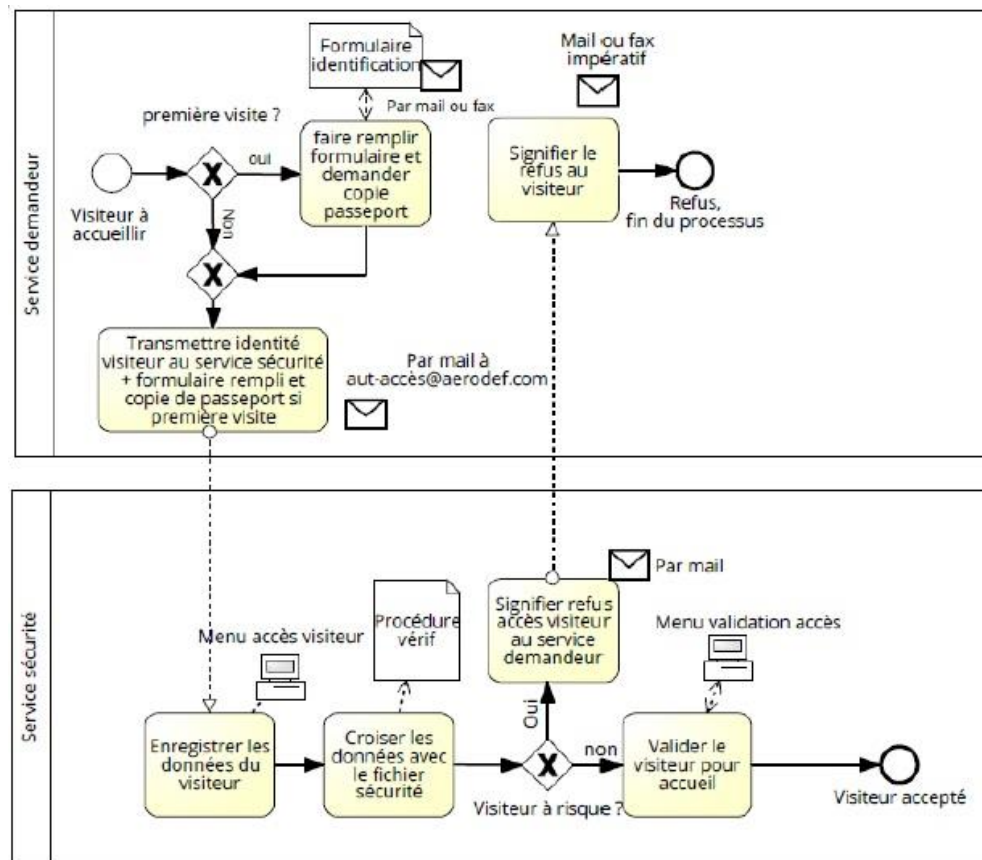 Service demandeur
Formulaire
identification
Par mail ou fax
première visite ?
oui
Non
Visiteur à
accueillir
faire remplir
formulaire et
demander
copie
passeport
Mail ou fax
impératif
Signifier le
refus au
visiteur
Refus,
fin du processus
Transmettre identité
visiteur au service sécurité
+ formulaire rempli et
copie de passeport si
première visite
Par mail à
aut-accès@aerodef.com
Service sécurité
Menu accès visiteur
Procédure
vérif
Signifier refus
accès visiteur
au service
demandeur
Par mail
Menu validation accès
Enregistrer les
données du
visiteur
Croiser les
données avec
le fichier
sécurité
Oui
non
Visiteur à risque ?
Valider le
visiteur pour
accueil
Visiteur accepté